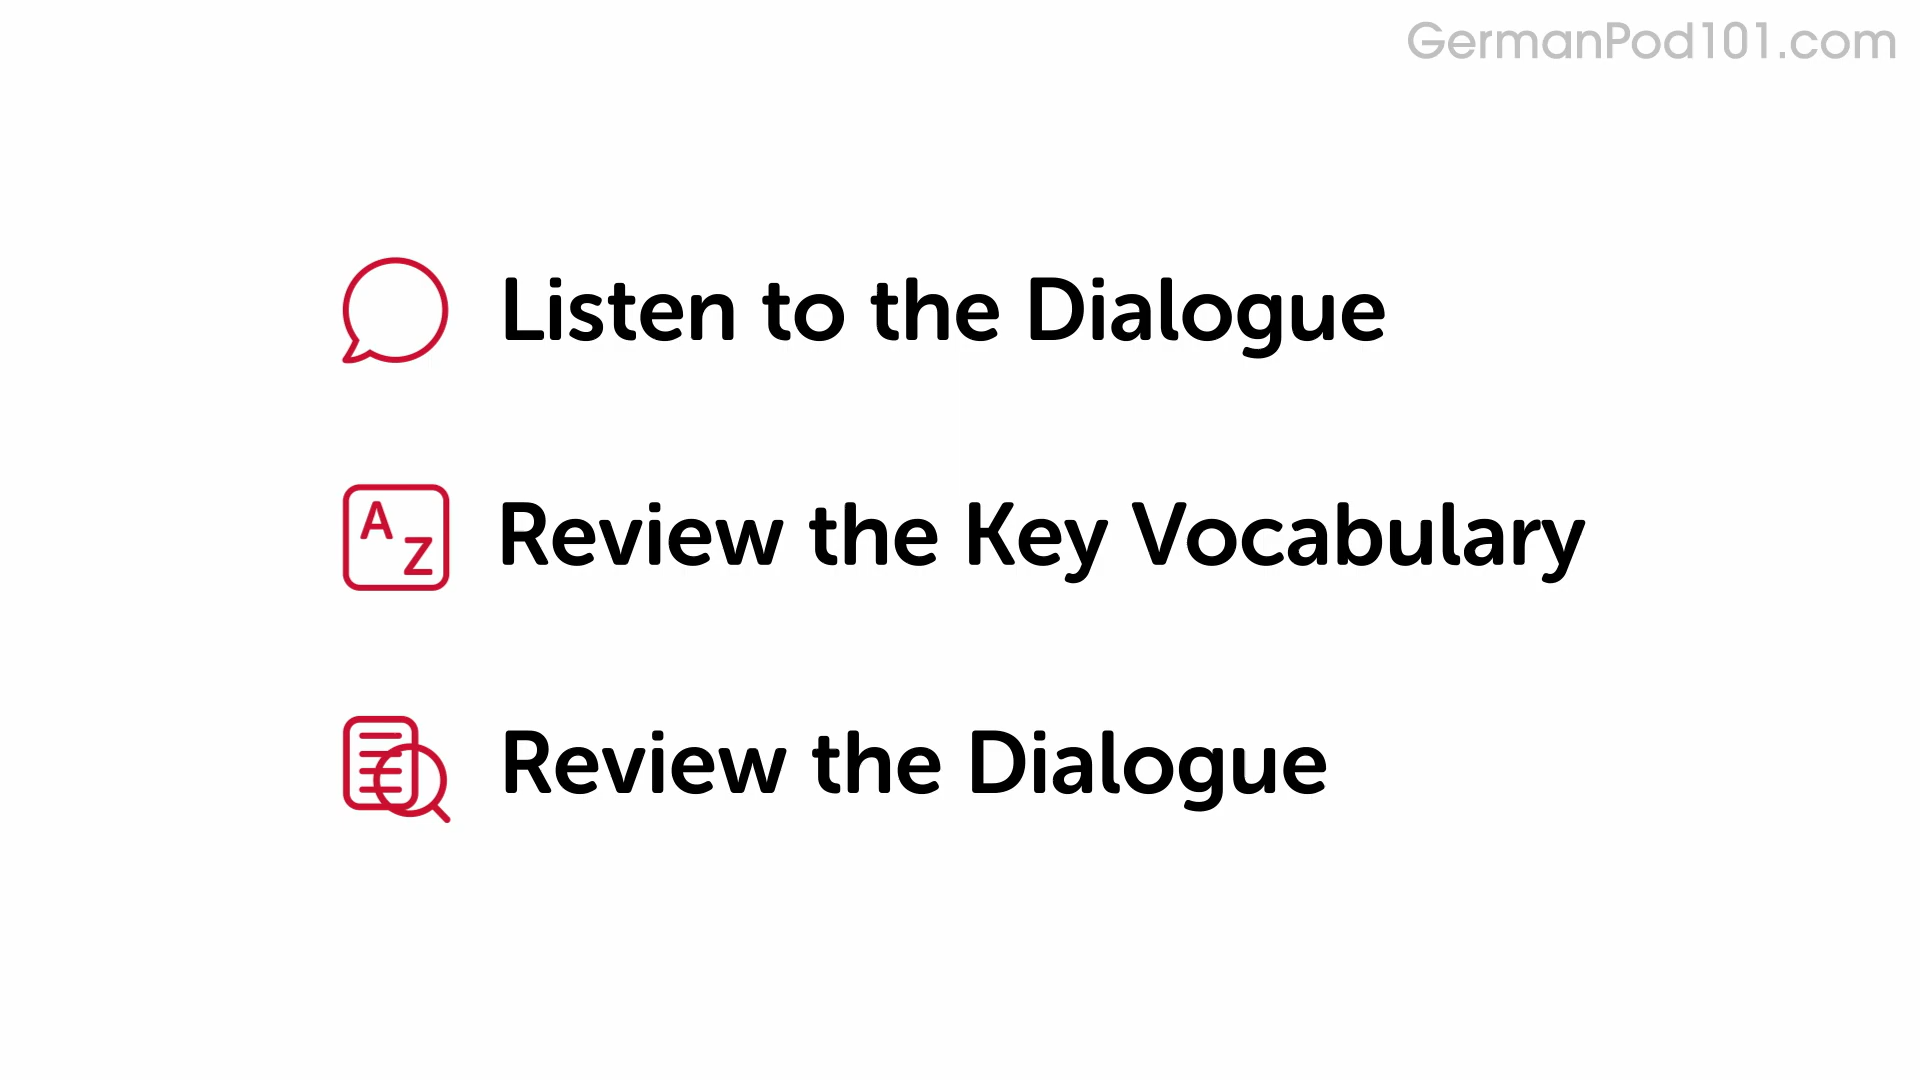 GermanPod101.com
Listen to the Dialogue
A
Z
Review the Key Vocabulary
Review the Dialogue